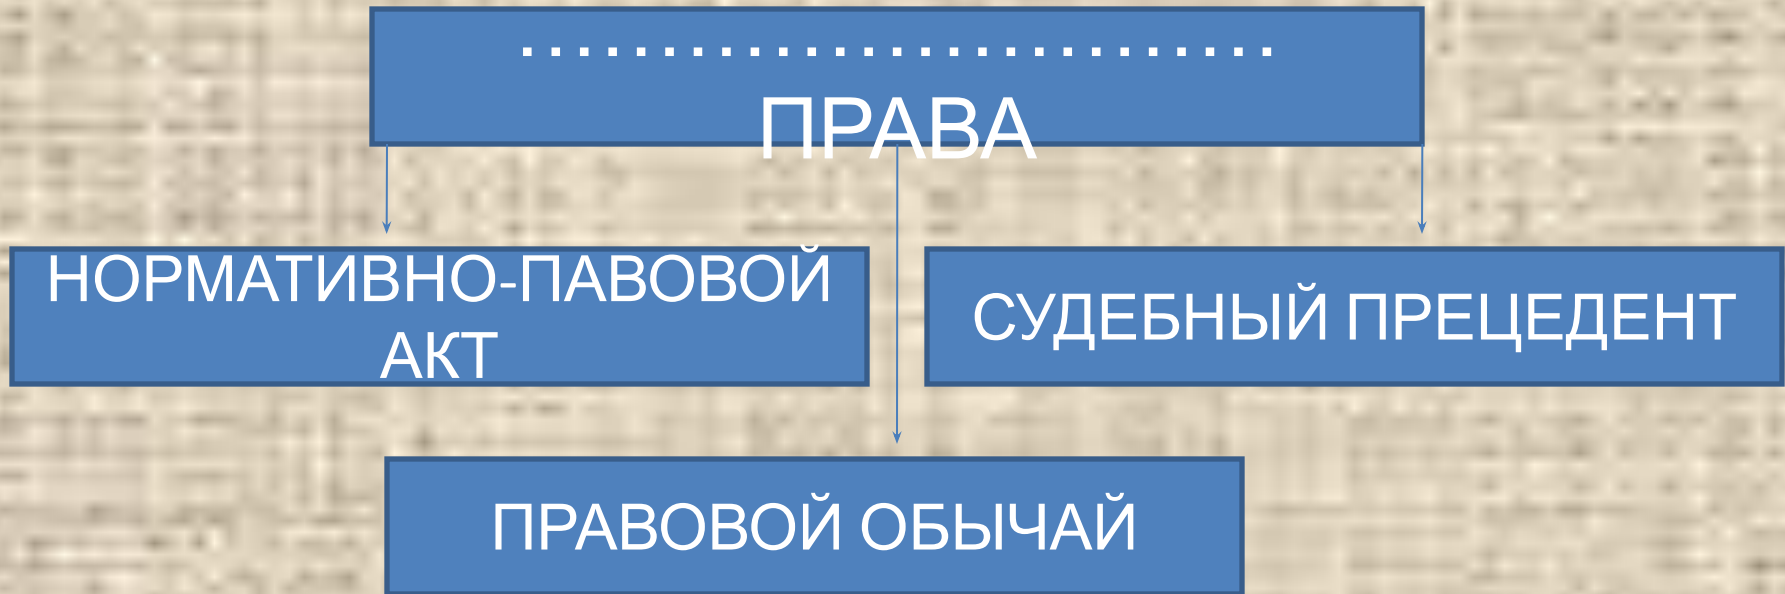 ...........................
ПРАВА
НОРМАТИВНО-ПАВОВОЙ
АКТ
СУДЕБНЫЙ ПРЕЦЕДЕНТ
ПРАВОВОЙ ОБЫЧАЙ